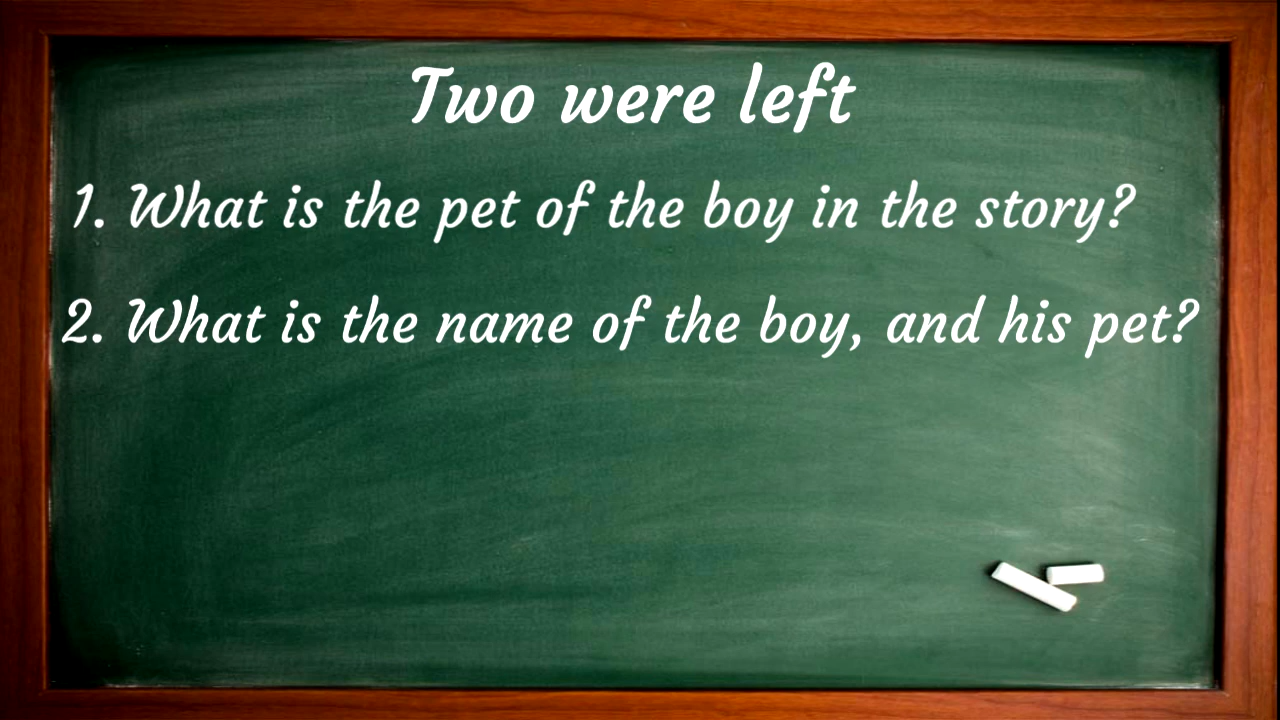 Two were left
1. What is the pet of the boy in the story?
2. What is the name of the boy, and his pet?